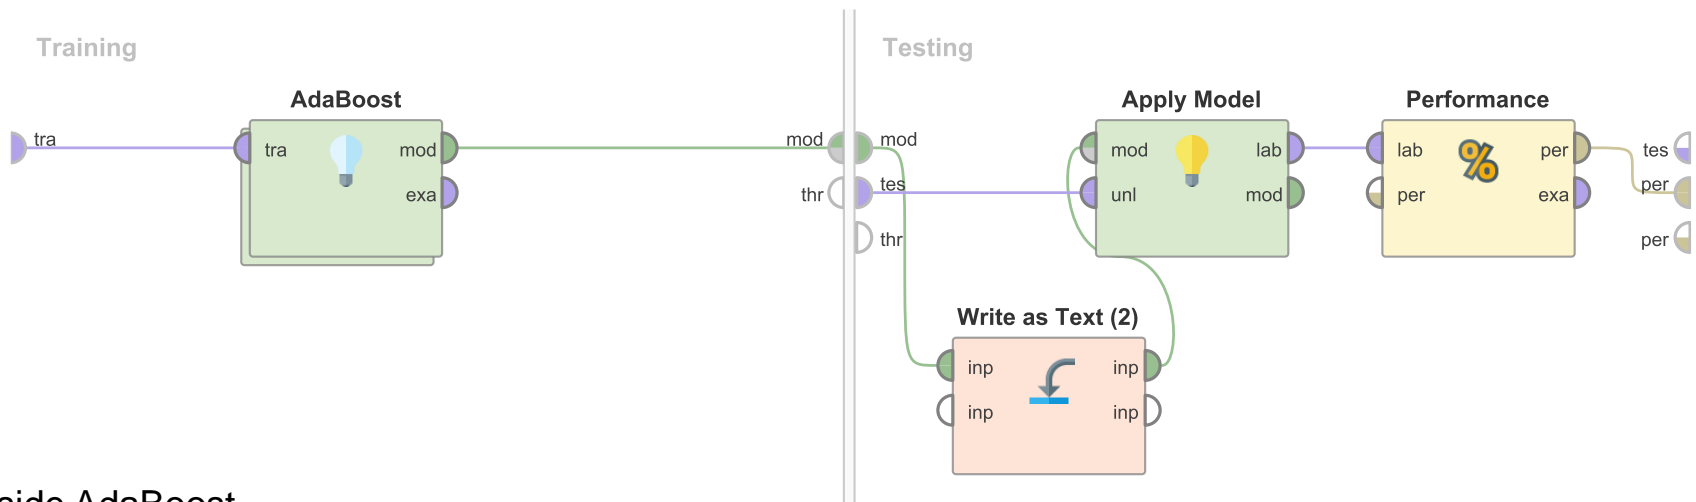 Training
Testing
AdaBoost
Apply Model
Performance
tra
tra
mod
exa
mod
thr
mod
tes
thr
mod
unl
lab
mod
lab
per
per
exa
tes
per
per
Write as Text (2)
inp
inp
inp
inp
AdaBoost